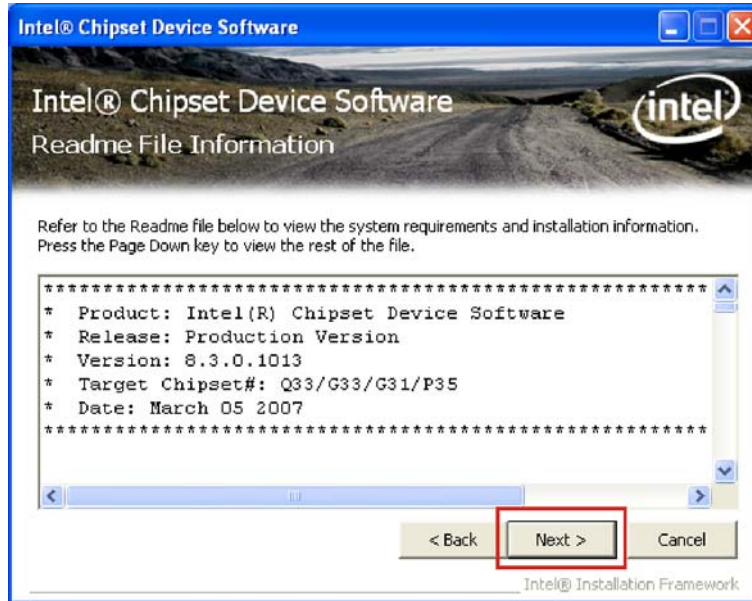 Intel® Chipset Device Software
Intel® Chipset Device Software
intel
Readme File Information
Refer to the Readme file below to view the system requirements and installation information.
Press the Page Down key to view the rest of the file.
********************************************************
* Product: Intel(R) Chipset Device Software
* Release: Production Version
* Version: 8.3.0.1013
* Target Chipset#: Q33/G33/G31/P35
* Date: March 05 2007
********************************************************
< Back Next > Cancel
Intel® Installation Framework